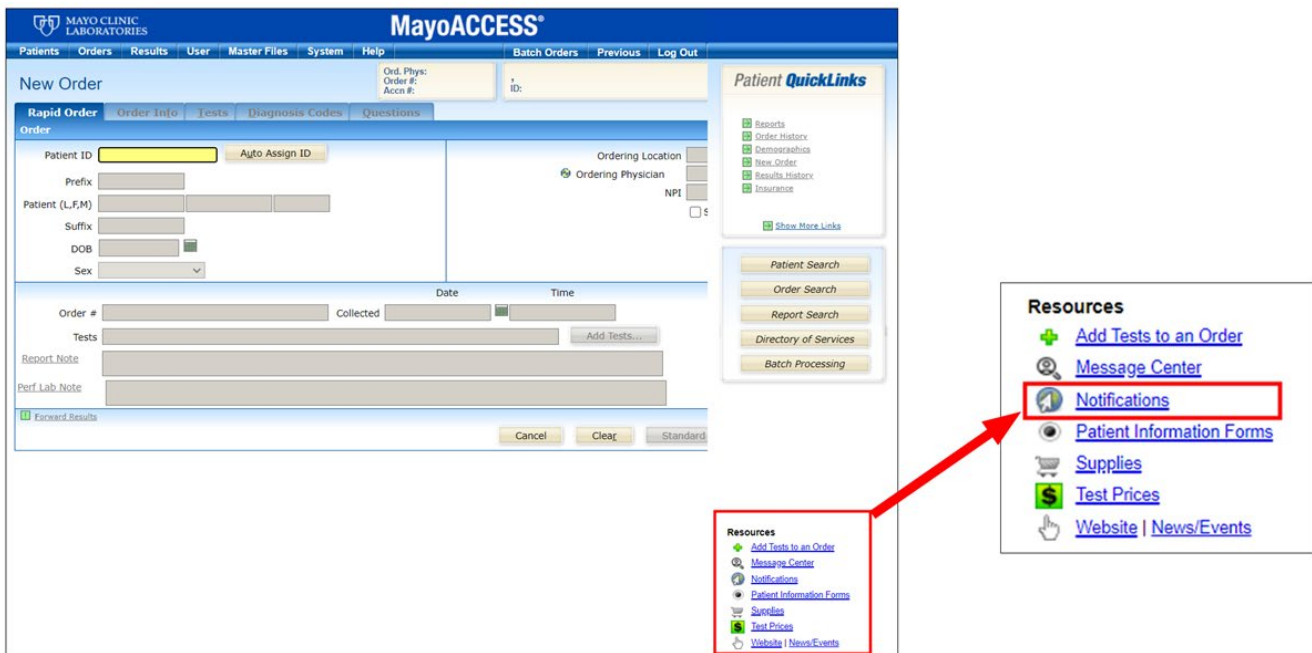 MAYO CLINIC
LABORATORIES
MayoACCESS®
Patients Orders Results User Master Files System Help Batch Orders Previous Log Out
New Order
Ord. Phys:
Order #:
Accn #:
,
ID:
Rapid Order Order Info Tests Diagnosis Codes Questions
Order
Patient ID Auto Assign ID
Prefix
Patient (L,F,M)
Suffix
DOB
Sex
Ordering Location
Ordering Physician
NPI
S
Date Time
Order # Collected
Tests Add Tests...
Report Note
Perf Lab Note
Forward Results
Cancel Clear Standard
Patient QuickLinks
Reports
Order History
Demographics
New Order
Results History
Insurance
Show More Links
Patient Search
Order Search
Report Search
Directory of Services
Batch Processing
Resources
Add Tests to an Order
Message Center
Notifications
Patient Information Forms
Supplies
$ Test Prices
Website | News/Events
Resources
Add Tests to an Order
Message Center
Notifications
Patient Information Forms
Supplies
$ Test Prices
Website | News/Events